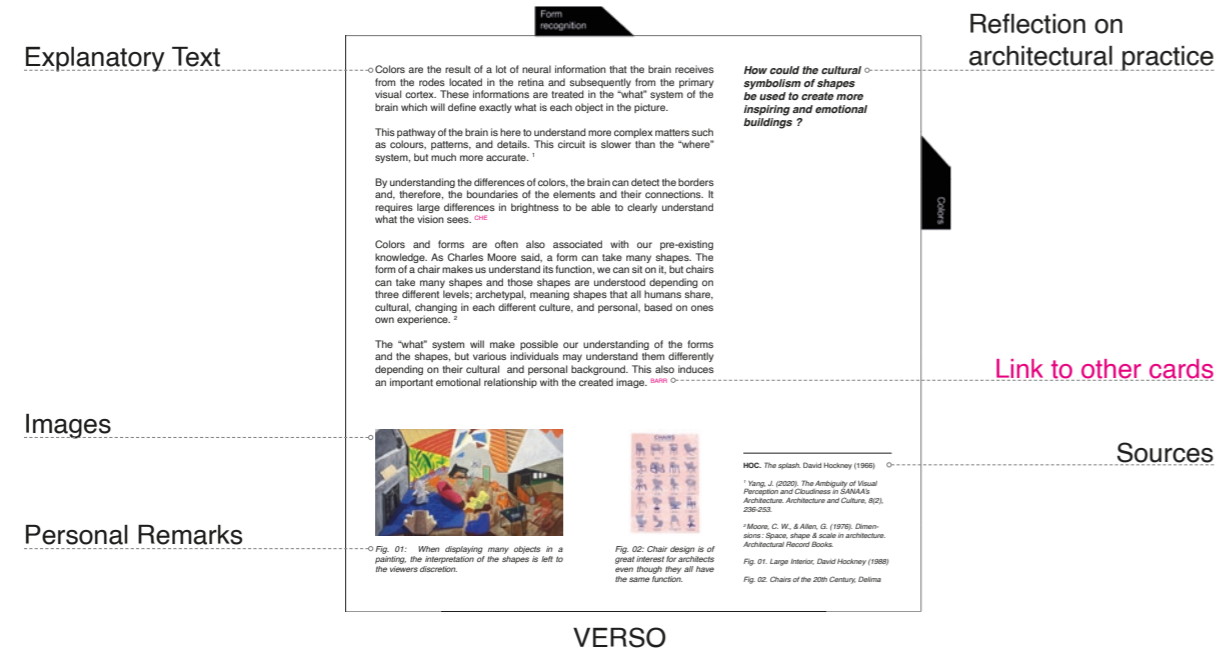 Form
recognition
Reflection on
architectural practice
Explanatory Text
Colors are the result of a lot of neural information that the brain receives
from the rodes located in the retina and subsequently from the primary
visual cortex. These informations are treated in the “what” system of the
brain which will define exactly what is each object in the picture.
This pathway of the brain is here to understand more complex matters such
as colours, patterns, and details. This circuit is slower than the “where”
system, but much more accurate. 1
By understanding the differences of colors, the brain can detect the borders
and, therefore, the boundaries of the elements and their connections. It
requires large differences in brightness to be able to clearly understand
what the vision sees. CHE
Colors and forms are often also associated with our pre-existing
knowledge. As Charles Moore said, a form can take many shapes. The
form of a chair makes us understand its function, we can sit on it, but chairs
can take many shapes and those shapes are understood depending on
three different levels; archetypal, meaning shapes that all humans share,
cultural, changing in each different culture, and personal, based on ones
own experience. 2
The “what” system will make possible our understanding of the forms
and the shapes, but various individuals may understand them differently
depending on their cultural and personal background. This also induces
an important emotional relationship with the created image. BARR
How could the cultural
symbolism of shapes
be used to create more
inspiring and emotional
buildings ?
Colors
Link to other cards
Images
CHAIRS
Sources
HOC. The splash. David Hockney (1966)
1 Yang, J. (2020). The Ambiguity of Visual
Perception and Cloudiness in SANAA's
Architecture. Architecture and Culture, 8(2),
236-253.
2 Moore, C. W., & Allen, G. (1976). Dimen-
sions : Space, shape & scale in architecture.
Architectural Record Books.
Fig. 01. Large Interior, David Hockney (1988)
Fig. 02. Chairs of the 20th Century, Delima
Personal Remarks
Fig. 01: When displaying many objects in a
painting, the interpretation of the shapes is left to
the viewers discretion.
Fig. 02: Chair design is of
great interest for architects
even though they all have
the same function.
VERSO